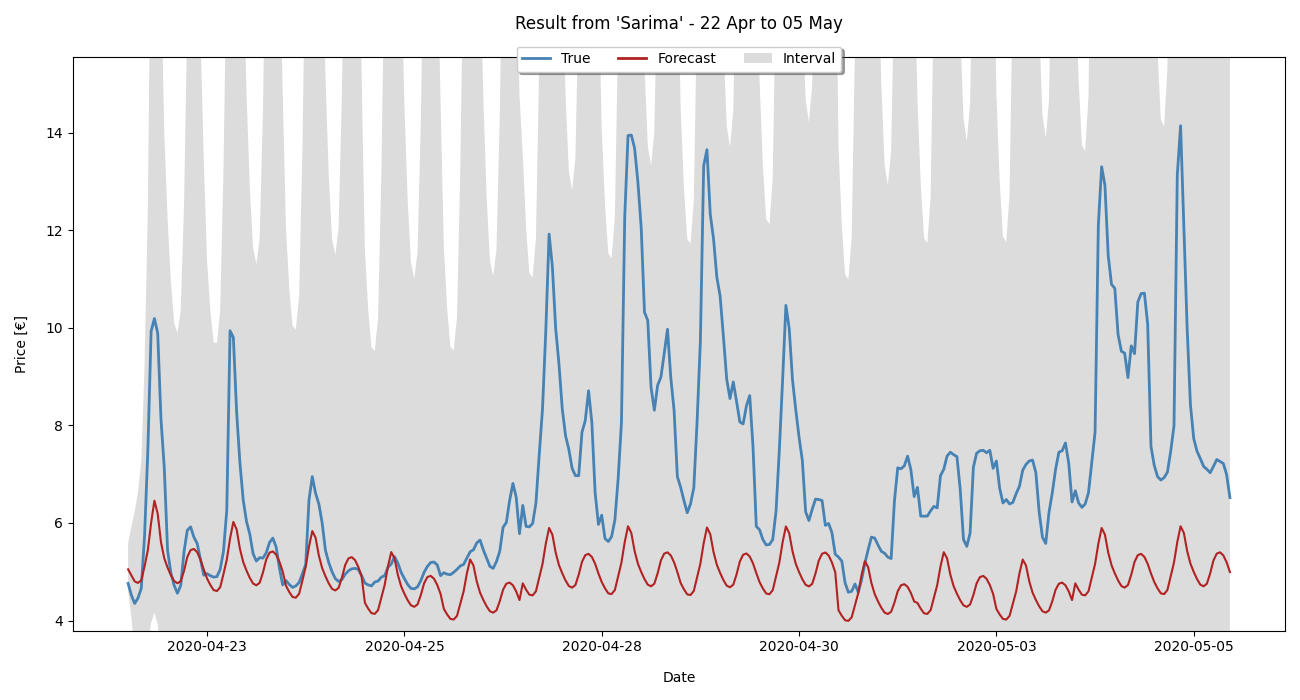 Result from 'Sarima' - 22 Apr to 05 May
True Forecast Interval
14
12
10
8
6
4
Price [€]
2020-04-23 2020-04-25 2020-04-28 2020-04-30 2020-05-03 2020-05-05
Date